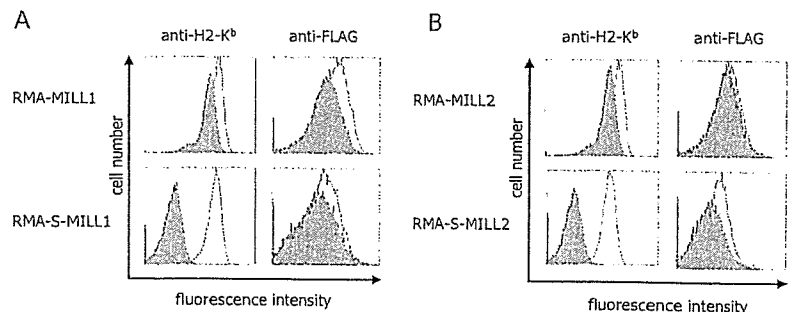 A
anti-H2-Kᵇ
anti-FLAG
RMA-MILL1
RMA-S-MILL1
cell number
fluorescence intensity
B
anti-H2-Kᵇ
anti-FLAG
RMA-MILL2
RMA-S-MILL2
cell number
fluorescence intensity